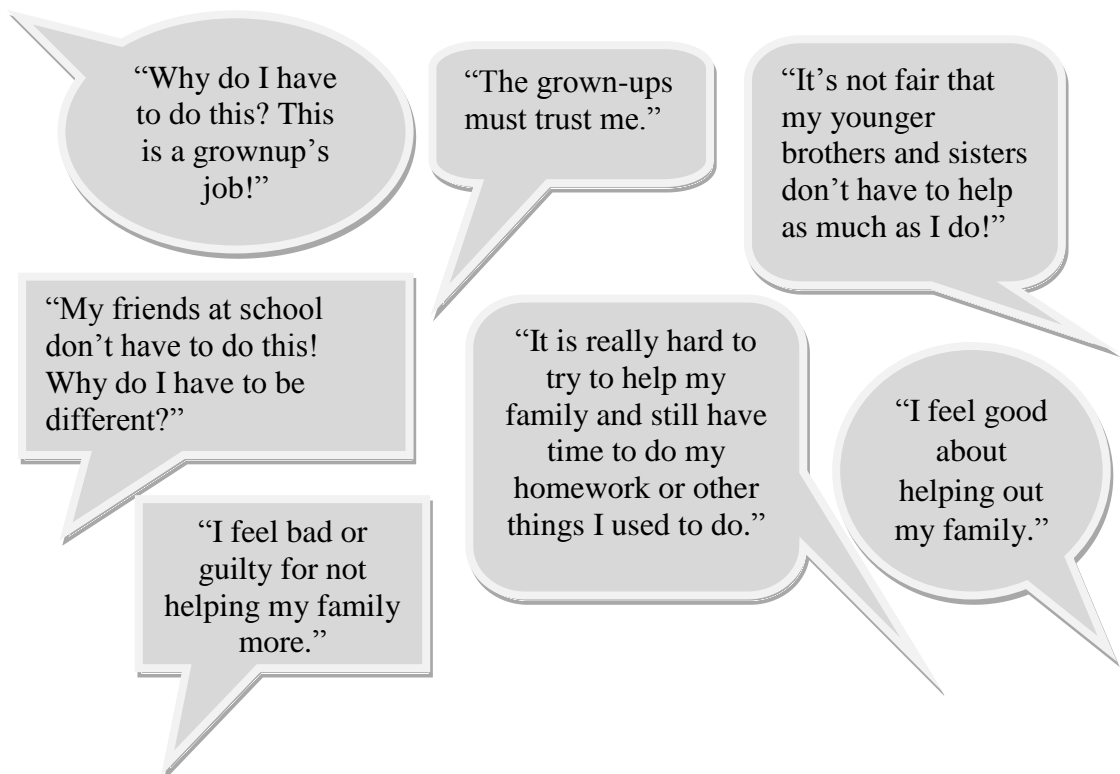 “Why do I have
to do this? This
is a grownup’s
job!”
“The grown-ups
must trust me.”
“It’s not fair that
my younger
brothers and sisters
don’t have to help
as much as I do!”
“My friends at school
don’t have to do this!
Why do I have to be
different?”
“It is really hard to
try to help my
family and still have
time to do my
homework or other
things I used to do.”
“I feel good
about
helping out
my family.”
“I feel bad or
guilty for not
helping my family
more.”